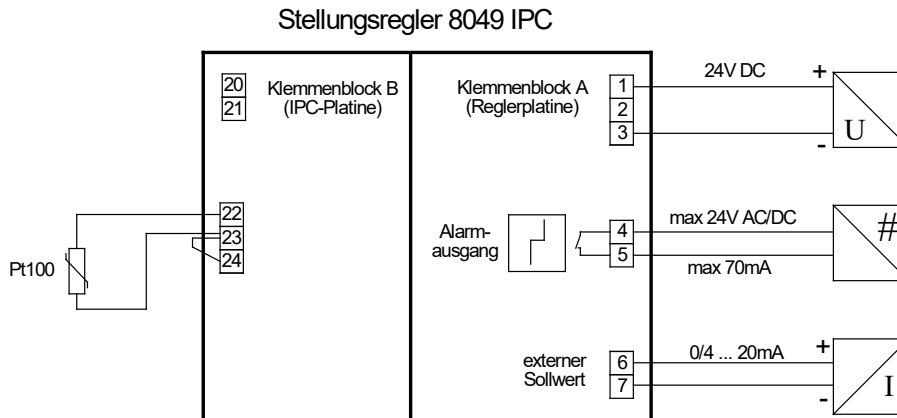 Stellungsregler 8049 IPC
20
21
Klemmenblock B
(IPC-Platine)
Klemmenblock A
(Reglerplatine)
1
2
3
24V DC
+
-
U
22
23
24
Pt100
Alarm-
ausgang
4
5
max 24V AC/DC
max 70mA
#
externer
Sollwert
6
7
0/4 ... 20mA
+
-
I